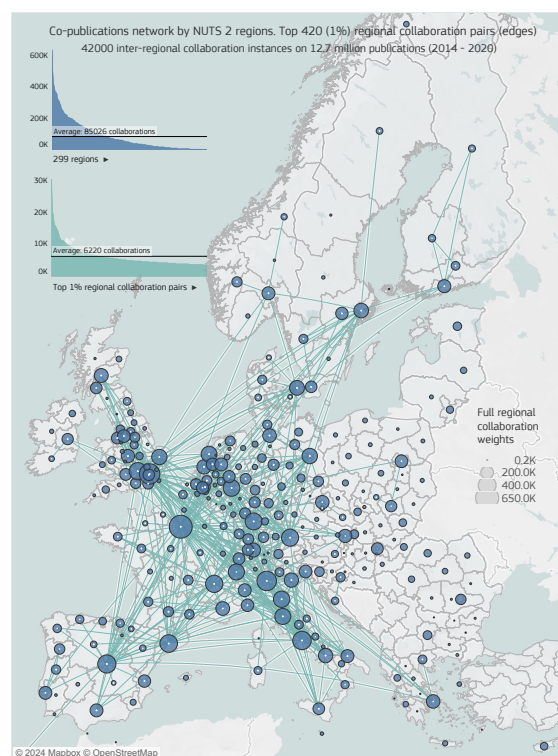 Co-publications network by NUTS 2 regions. Top 420 (1%) regional collaboration pairs (edges)
42000 inter-regional collaboration instances on 12,7 million publications (2014 - 2020)
600K
400K
200K
Average: 85026 collaborations
0K
299 regions ►
30K
20K
10K
Average: 6220 collaborations
0K
Top 1% regional collaboration pairs ►
Full regional
collaboration
weights
0.2K
200.0K
400.0K
650.0K
© 2024 Mapbox © OpenStreetMap